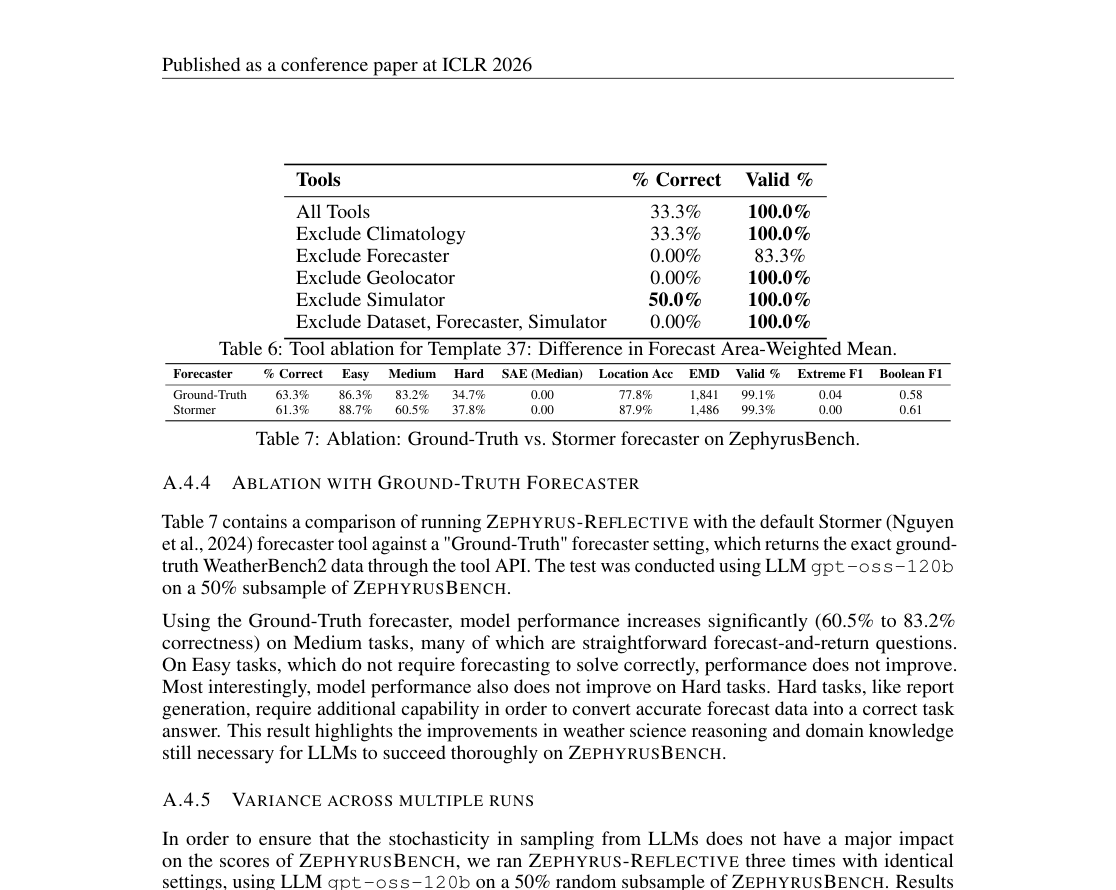 Published as a conference paper at ICLR 2026
Tools % Correct Valid %
All Tools 33.3% 100.0%
Exclude Climatology 33.3% 100.0%
Exclude Forecaster 0.00% 83.3%
Exclude Geolocator 0.00% 100.0%
Exclude Simulator 50.0% 100.0%
Exclude Dataset, Forecaster, Simulator 0.00% 100.0%
Table 6: Tool ablation for Template 37: Difference in Forecast Area-Weighted Mean.
Forecaster % Correct Easy Medium Hard SAE (Median) Location Acc EMD Valid % Extreme F1 Boolean F1
Ground-Truth 63.3% 86.3% 83.2% 34.7% 0.00 77.8% 1,841 99.1% 0.04 0.58
Stormer 61.3% 88.7% 60.5% 37.8% 0.00 87.9% 1,486 99.3% 0.00 0.61
Table 7: Ablation: Ground-Truth vs. Stormer forecaster on ZephyrusBench.
A.4.4 ABLATION WITH GROUND-TRUTH FORECASTER
Table 7 contains a comparison of running ZEPHYRUS-REFLECTIVE with the default Stormer (Nguyen
et al., 2024) forecaster tool against a "Ground-Truth" forecaster setting, which returns the exact ground-
truth WeatherBench2 data through the tool API. The test was conducted using LLM gpt-oss-120b
on a 50% subsample of ZEPHYRUSBENCH.
Using the Ground-Truth forecaster, model performance increases significantly (60.5% to 83.2%
correctness) on Medium tasks, many of which are straightforward forecast-and-return questions.
On Easy tasks, which do not require forecasting to solve correctly, performance does not improve.
Most interestingly, model performance also does not improve on Hard tasks. Hard tasks, like report
generation, require additional capability in order to convert accurate forecast data into a correct task
answer. This result highlights the improvements in weather science reasoning and domain knowledge
still necessary for LLMs to succeed thoroughly on ZEPHYRUSBENCH.
A.4.5 VARIANCE ACROSS MULTIPLE RUNS
In order to ensure that the stochasticity in sampling from LLMs does not have a major impact
on the scores of ZEPHYRUSBENCH, we ran ZEPHYRUS-REFLECTIVE three times with identical
settings, using LLM gpt-oss-120b on a 50% random subsample of ZEPHYRUSBENCH. Results